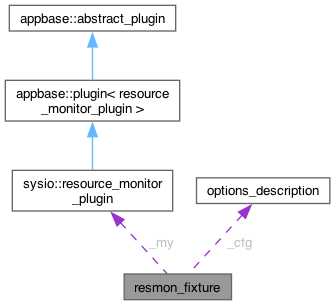 appbase::abstract_plugin
appbase::plugin< resource
_monitor_plugin >
sysio::resource_monitor
_plugin
options_description
_my
_cfg
resmon_fixture